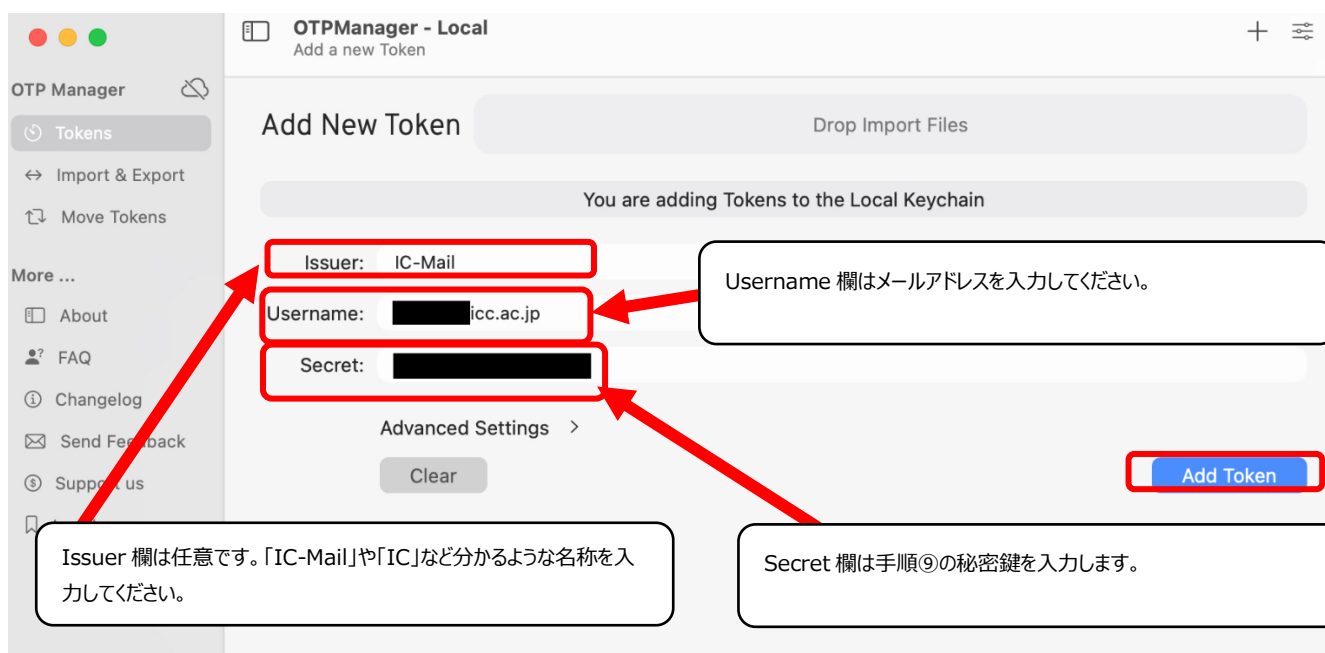 OTPManager - Local
Add a new Token
OTP Manager
Tokens
Import & Export
Move Tokens
More ...
About
FAQ
Changelog
Send Feedback
Support us
Add New Token
Drop Import Files
You are adding Tokens to the Local Keychain
Issuer: IC-Mail
Username: icc.ac.jp
Secret:
Advanced Settings >
Clear
Add Token
Username 欄はメールアドレスを入力してください。
Issuer 欄は任意です。「IC-Mail」や「IC」など分かるような名称を入
力してください。
Secret 欄は手順⑨の秘密鍵を入力します。